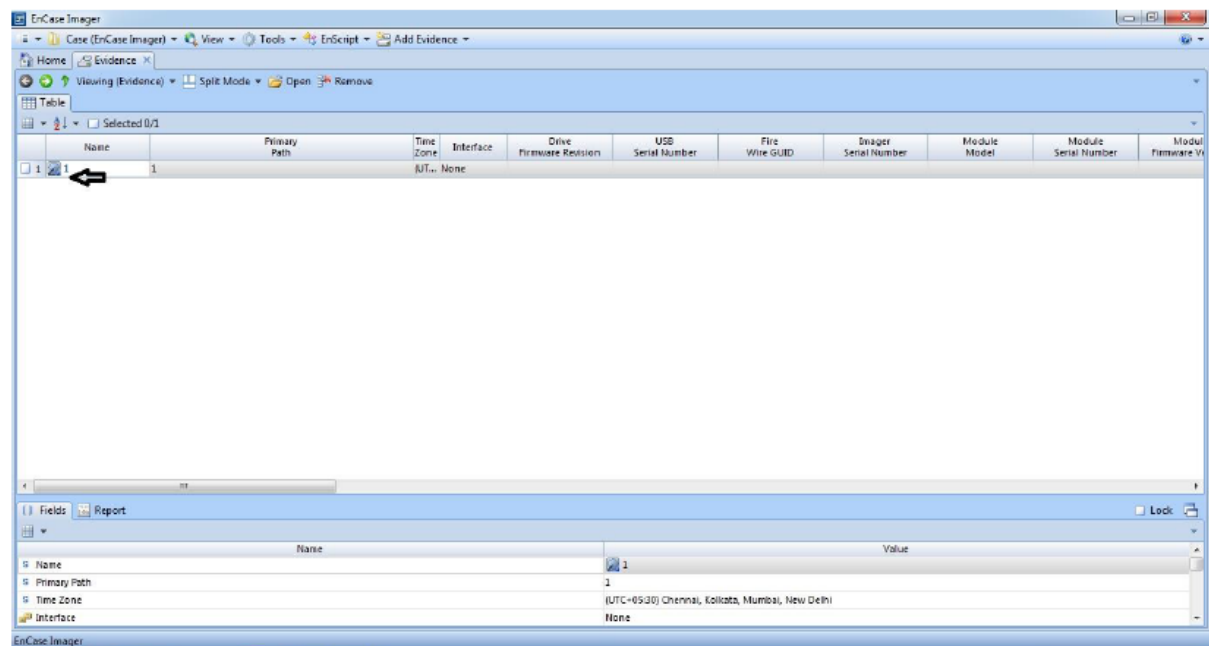 EnCase Imager
Case (EnCase Imager) View Tools EnScript Add Evidence
Home Evidence
Viewing (Evidence) Split Mode Open Remove
Table
Selected 0/1
Name Primary Path Time Zone Interface Drive Firmware Revision USB Serial Number Fire Wire GUID Imager Serial Number Module Model Module Serial Number Modul Firmware V
1 1 1 (UT... None
Fields Report Lock
Name Value
Name 1
Primary Path 1
Time Zone (UTC+05:30) Chennai, Kolkata, Mumbai, New Delhi
Interface None
EnCase Imager